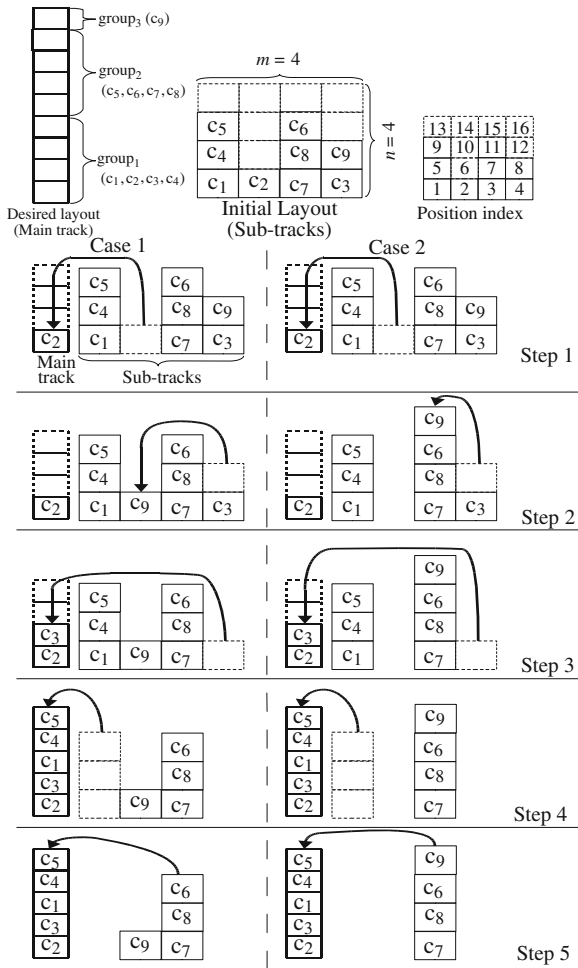 group3 (c9)
group2
(c5, c6, c7, c8)
group1
(c1, c2, c3, c4)
Desired layout
(Main track)
m = 4
n = 4
c5 c6
c4 c8 c9
c1 c2 c7 c3
Initial Layout
(Sub-tracks)
13 14 15 16
9 10 11 12
5 6 7 8
1 2 3 4
Position index
Case 1
Case 2
c5 c6
c4 c8 c9
c2 c1 c7 c3
Main
track
Sub-tracks
c5 c6
c4 c8 c9
c2 c1 c7 c3
Step 1
c5 c6
c4 c8
c2 c1 c9 c7 c3
c9
c5 c6
c4 c8
c2 c1 c7 c3
Step 2
c5 c6
c3 c4 c8
c2 c1 c9 c7
c9
c5 c6
c3 c4 c8
c2 c1 c7
Step 3
c5
c4 c6
c1
c3 c8
c2 c9 c7
c5 c9
c4 c6
c1
c3 c8
c2 c7
Step 4
c5
c4 c6
c1
c3 c8
c2 c9 c7
c5 c9
c4 c6
c1
c3 c8
c2 c7
Step 5